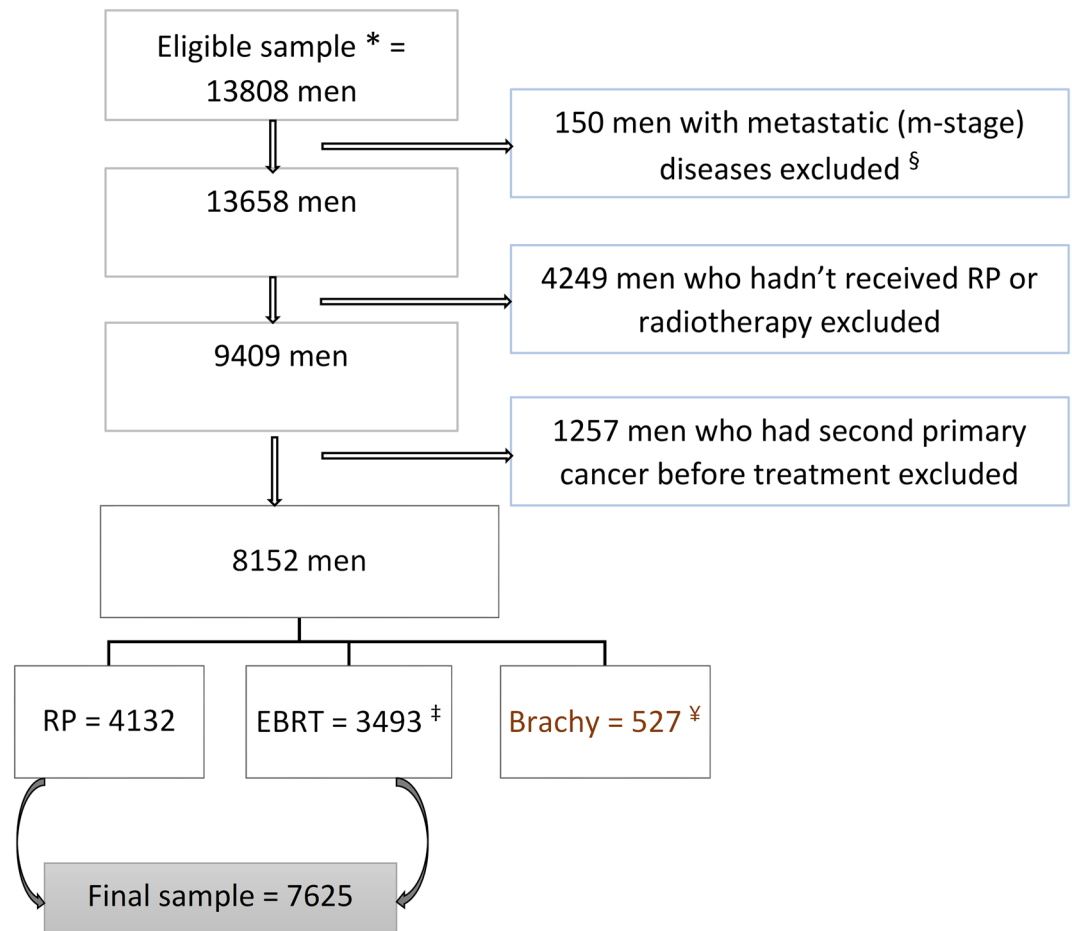 Eligible sample * =
13808 men
150 men with metastatic (m-stage)
diseases excluded §
13658 men
4249 men who hadn’t received RP or
radiotherapy excluded
9409 men
1257 men who had second primary
cancer before treatment excluded
8152 men
RP = 4132
EBRT = 3493 ‡
Brachy = 527 ¥
Final sample = 7625